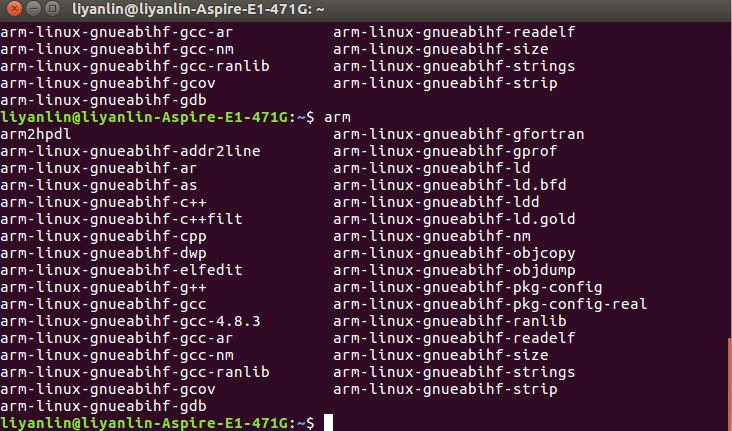 liyanlin@liyanlin-Aspire-E1-471G: ~
arm-linux-gnueabihf-gcc-ar arm-linux-gnueabihf-readelf
arm-linux-gnueabihf-gcc-nm arm-linux-gnueabihf-size
arm-linux-gnueabihf-gcc-ranlib arm-linux-gnueabihf-strings
arm-linux-gnueabihf-gcov arm-linux-gnueabihf-strip
arm-linux-gnueabihf-gdb
liyanlin@liyanlin-Aspire-E1-471G:~$ arm
arm2hpdl arm-linux-gnueabihf-gfortran
arm-linux-gnueabihf-addr2line arm-linux-gnueabihf-gprof
arm-linux-gnueabihf-ar arm-linux-gnueabihf-ld
arm-linux-gnueabihf-as arm-linux-gnueabihf-ld.bfd
arm-linux-gnueabihf-c++ arm-linux-gnueabihf-ldd
arm-linux-gnueabihf-c++filt arm-linux-gnueabihf-ld.gold
arm-linux-gnueabihf-cpp arm-linux-gnueabihf-nm
arm-linux-gnueabihf-dwp arm-linux-gnueabihf-objcopy
arm-linux-gnueabihf-elfedit arm-linux-gnueabihf-objdump
arm-linux-gnueabihf-g++ arm-linux-gnueabihf-pkg-config
arm-linux-gnueabihf-gcc arm-linux-gnueabihf-pkg-config-real
arm-linux-gnueabihf-gcc-4.8.3 arm-linux-gnueabihf-ranlib
arm-linux-gnueabihf-gcc-ar arm-linux-gnueabihf-readelf
arm-linux-gnueabihf-gcc-nm arm-linux-gnueabihf-size
arm-linux-gnueabihf-gcc-ranlib arm-linux-gnueabihf-strings
arm-linux-gnueabihf-gcov arm-linux-gnueabihf-strip
arm-linux-gnueabihf-gdb
liyanlin@liyanlin-Aspire-E1-471G:~$